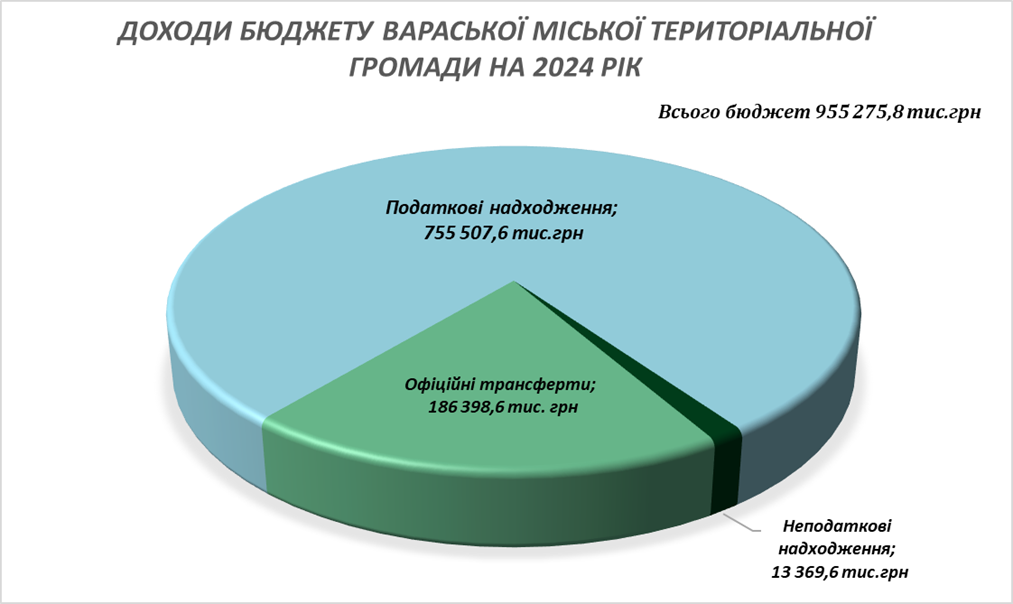 ДОХОДИ БЮДЖЕТУ ВАРАСЬКОЇ МІСЬКОЇ ТЕРИТОРІАЛЬНОЇ
ГРОМАДИ НА 2024 РІК
Всього бюджет 955 275,8 тис.грн
Податкові надходження;
755 507,6 тис.грн
Офіційні трансферти;
186 398,6 тис. грн
Неподаткові
надходження;
13 369,6 тис.грн